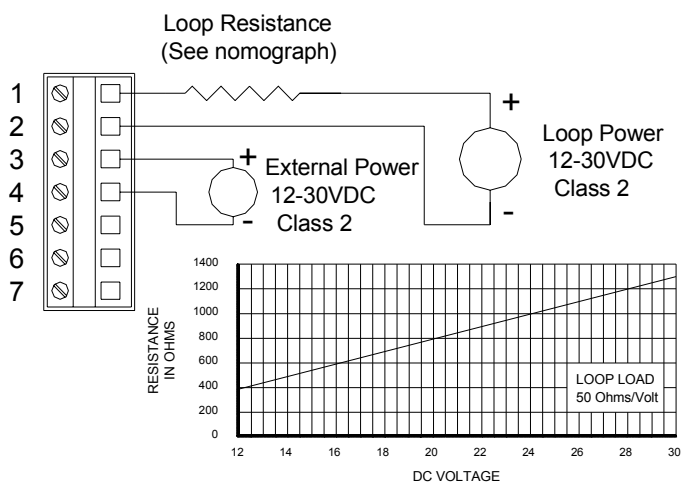 Loop Resistance
(See nomograph)
1
2
3
4
5
6
7
+
External Power
12-30VDC
Class 2
-
+
Loop Power
12-30VDC
Class 2
-
1400
1200
1000
800
600
400
200
0
RESISTANCE
IN OHMS
LOOP LOAD
50 Ohms/Volt
12 14 16 18 20 22 24 26 28 30
DC VOLTAGE